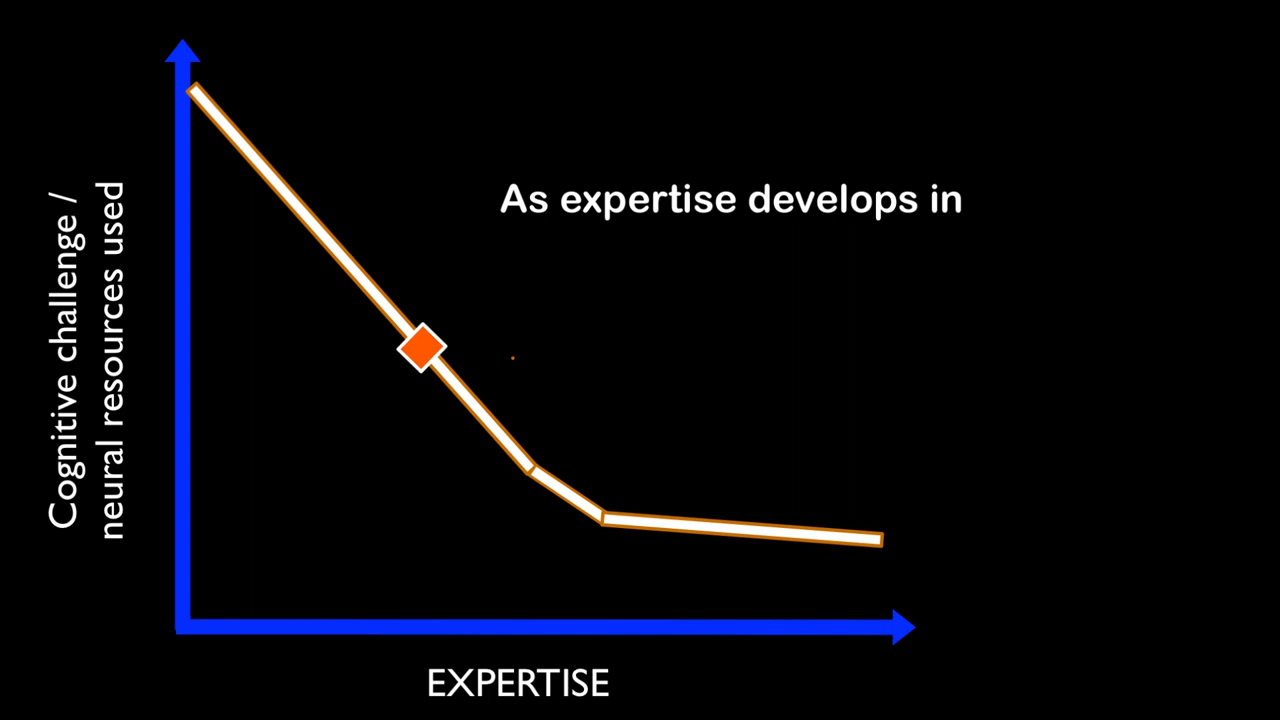 Cognitive challenge /
neural resources used
As expertise develops in
EXPERTISE